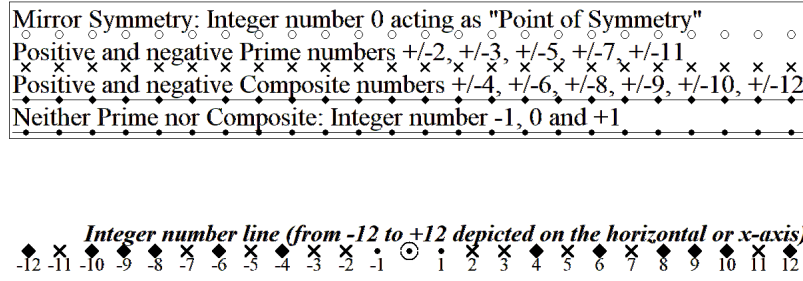 Mirror Symmetry: Integer number 0 acting as "Point of Symmetry"
Positive and negative Prime numbers +/-2, +/-3, +/-5, +/-7, +/-11
Positive and negative Composite numbers +/-4, +/-6, +/-8, +/-9, +/-10, +/-12
Neither Prime nor Composite: Integer number -1, 0 and +1
Integer number line (from -12 to +12 depicted on the horizontal or x-axis)
-12 -11 -10 -9 -8 -7 -6 -5 -4 -3 -2 -1 1 2 3 4 5 6 7 8 9 10 11 12